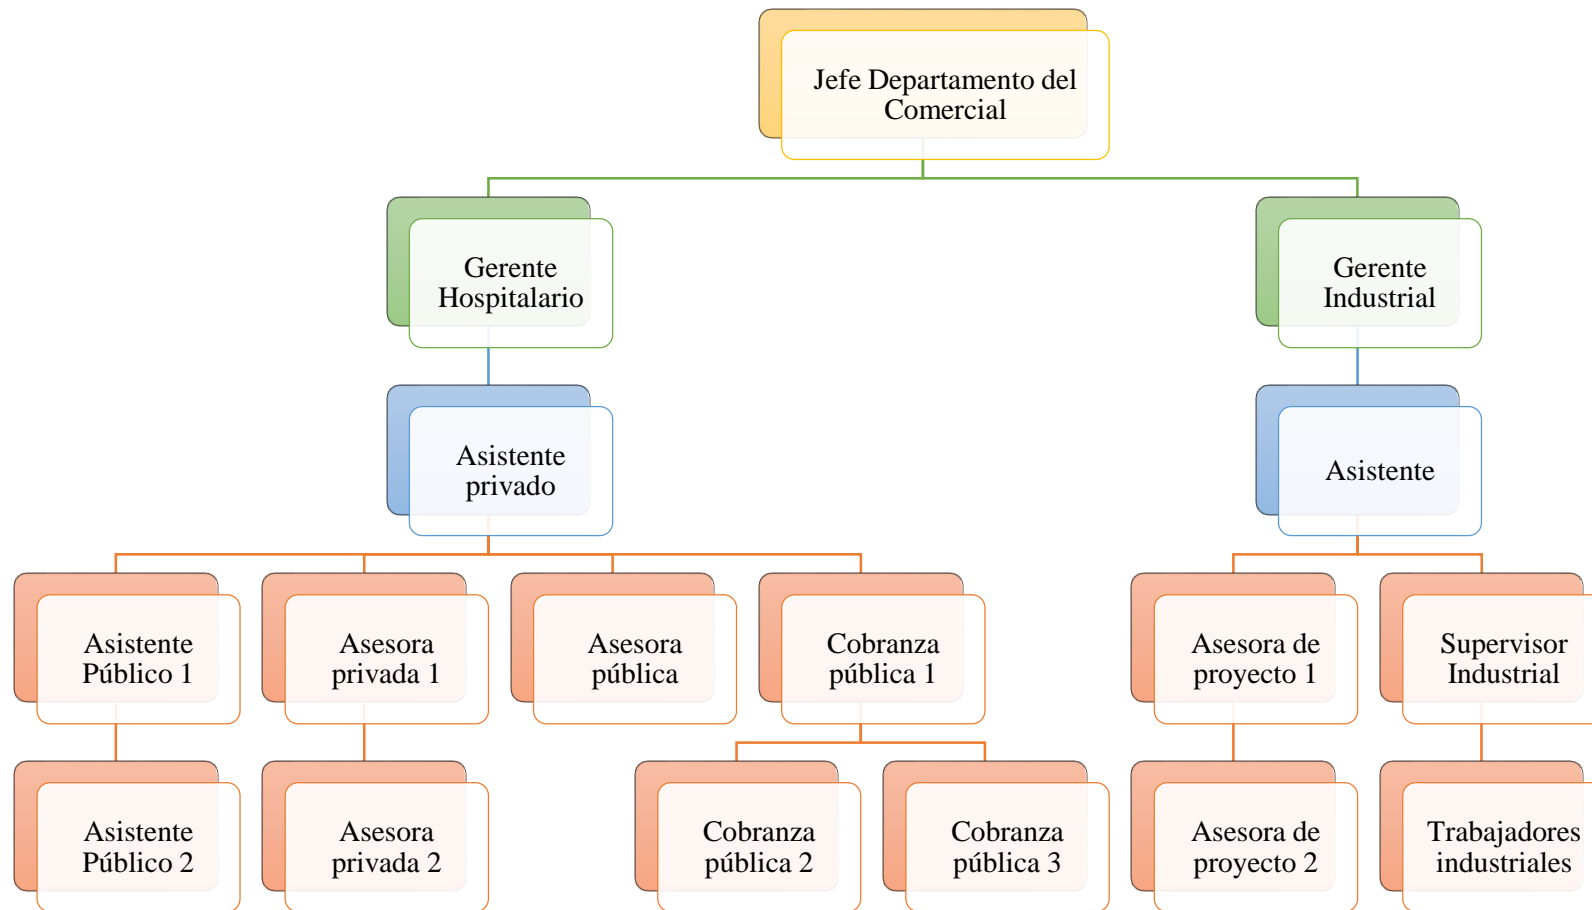 Jefe Departamento del
Comercial
Gerente
Hospitalario
Gerente
Industrial
Asistente
privado
Asistente
Asistente
Público 1
Asesora
privada 1
Asesora
pública
Cobranza
pública 1
Asesora de
proyecto 1
Supervisor
Industrial
Asistente
Público 2
Asesora
privada 2
Cobranza
pública 2
Cobranza
pública 3
Asesora de
proyecto 2
Trabajadores
industriales